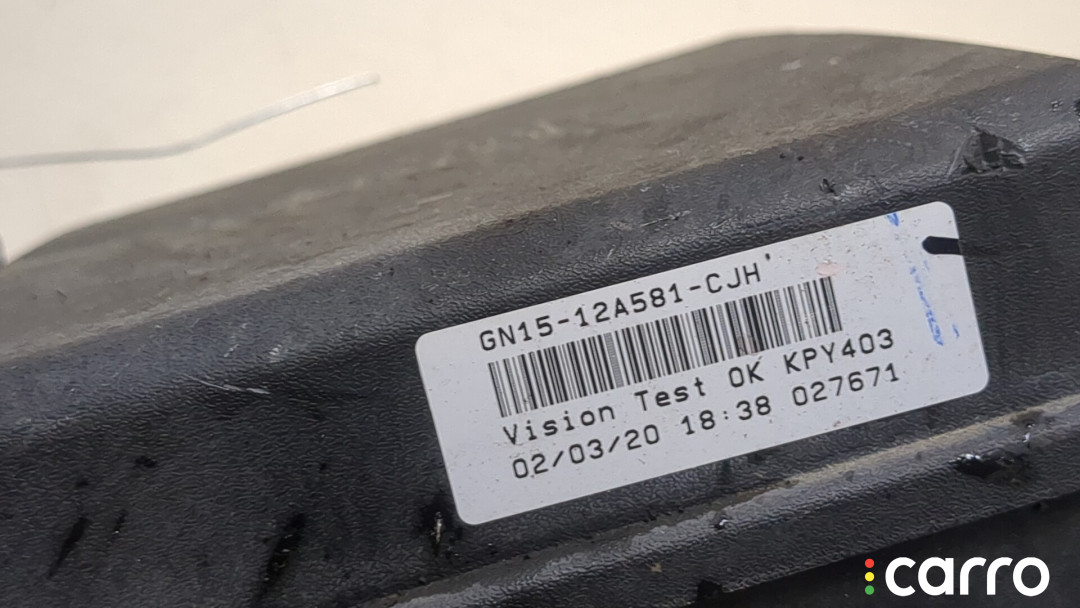 GN15-12A581-CJH
Vision Test OK KPY403
02/03/20 18:38 027671
carro